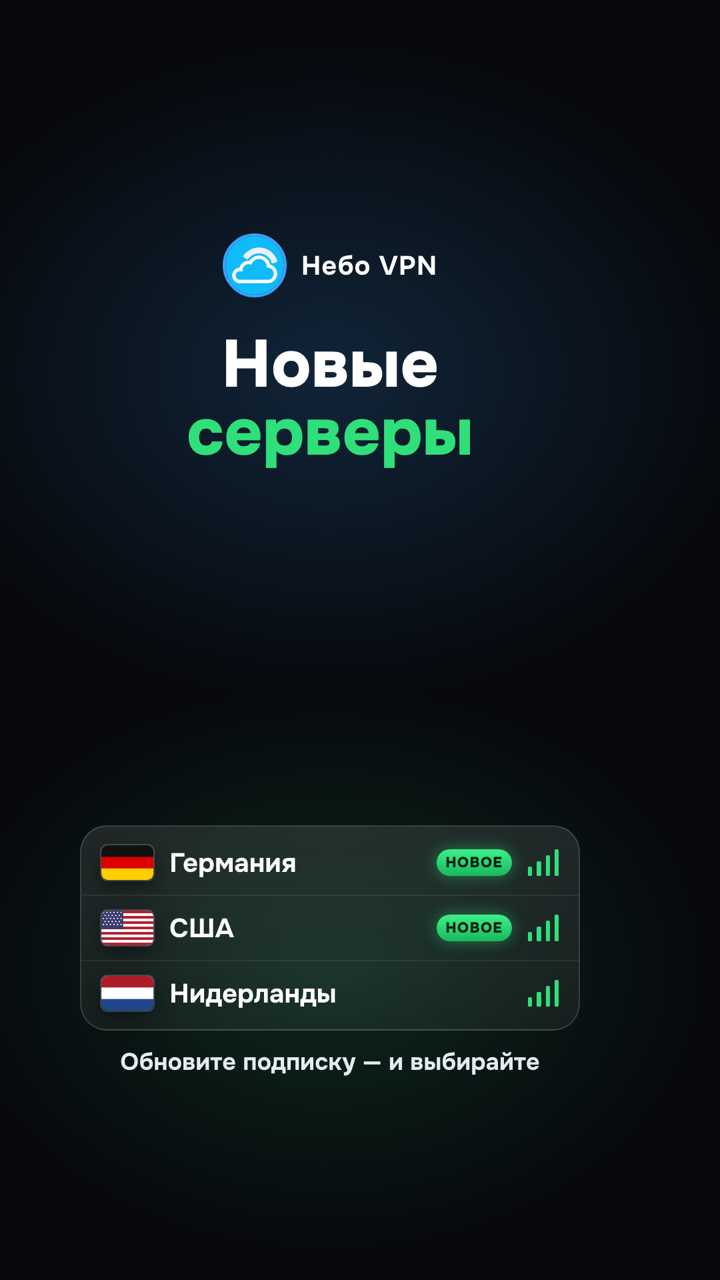 Небо VPN
Новые
серверы
Германия НОВОЕ
США НОВОЕ
Нидерланды
Обновите подписку — и выбирайте